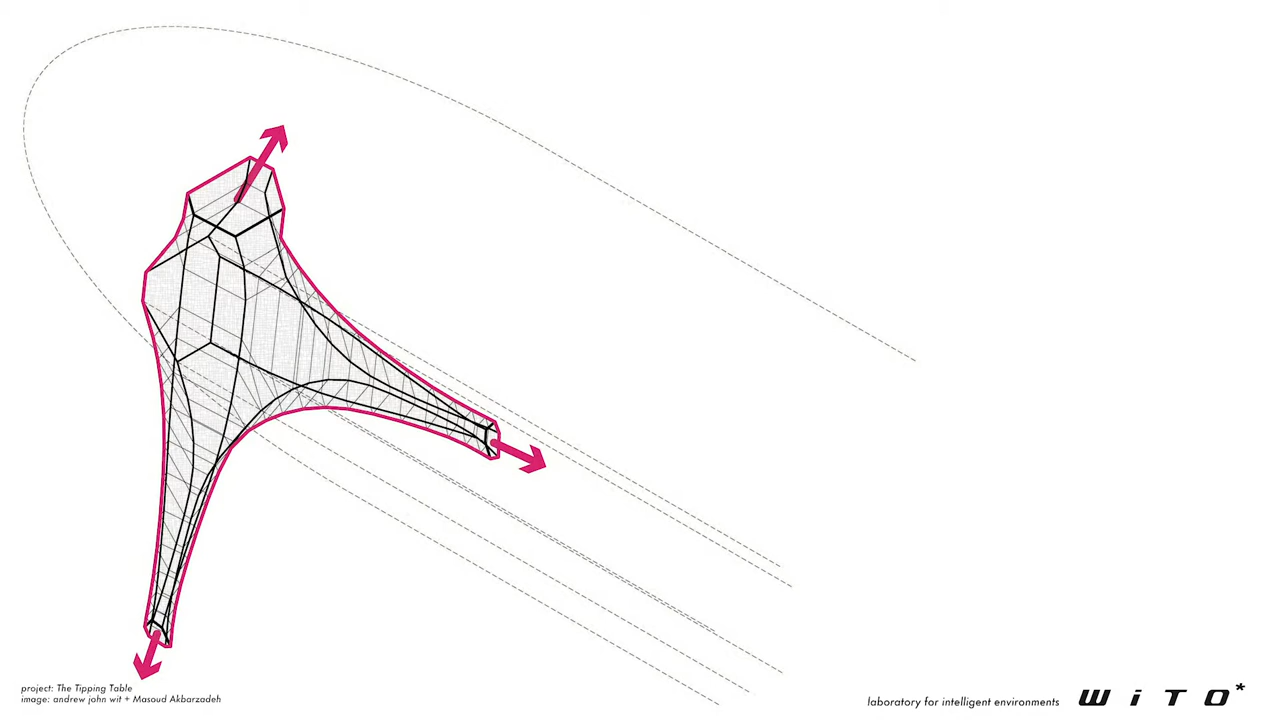 project: The Tipping Table
image: andrew john wit + Masoud Akbarzadeh
laboratory for intelligent environments WiTO*